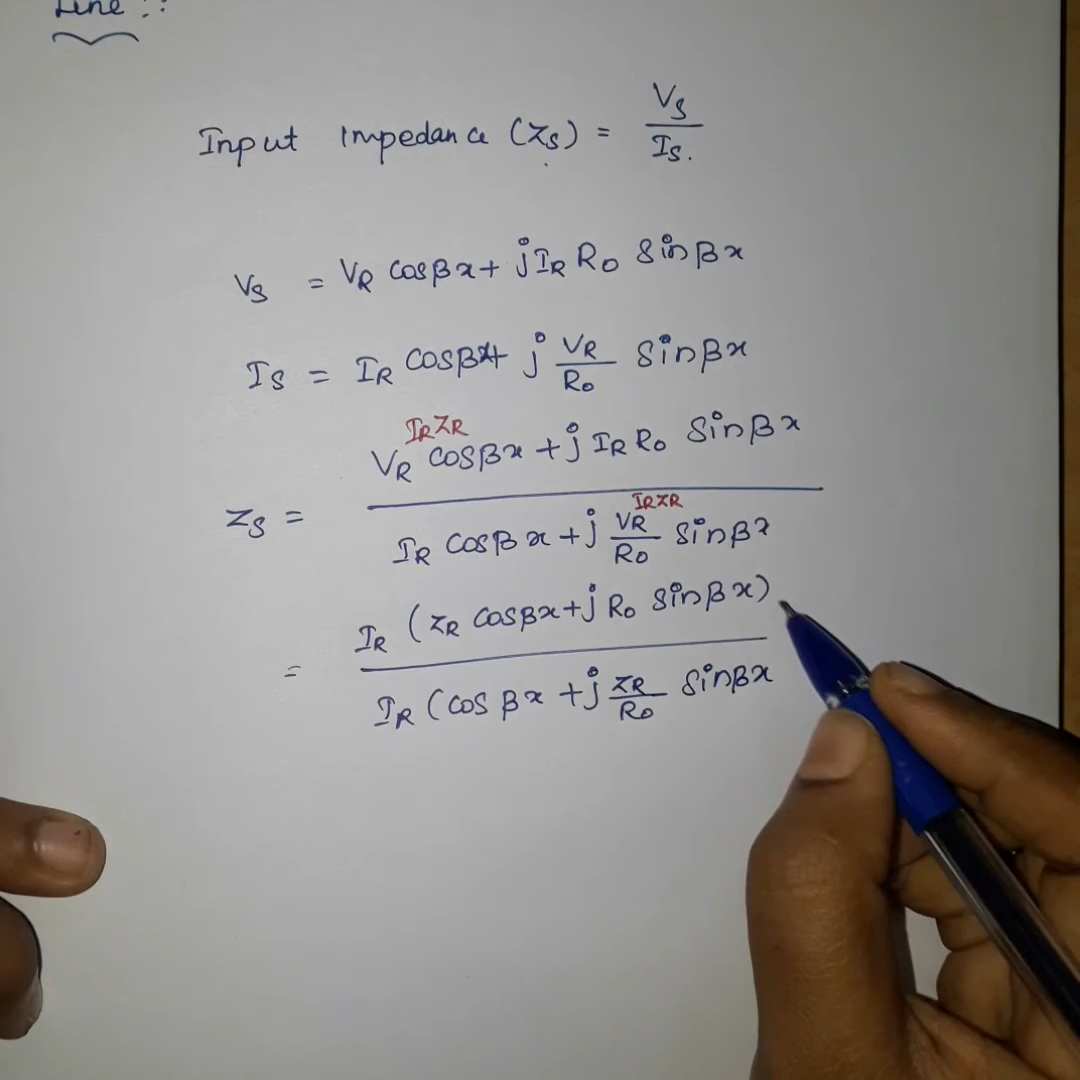 Line :-
Input Impedance (ZS) = VS / IS.
VS = VR cosβx + j IR R0 sinβx
IS = IR cosβx + j VR / R0 sinβx
IRZR
VR cosβx + j IR R0 sinβx
IRZR
ZS = IR cosβx + j VR / R0 sinβx
IR (ZR cosβx + j R0 sinβx)
= IR (cos βx + j ZR / R0 sinβx